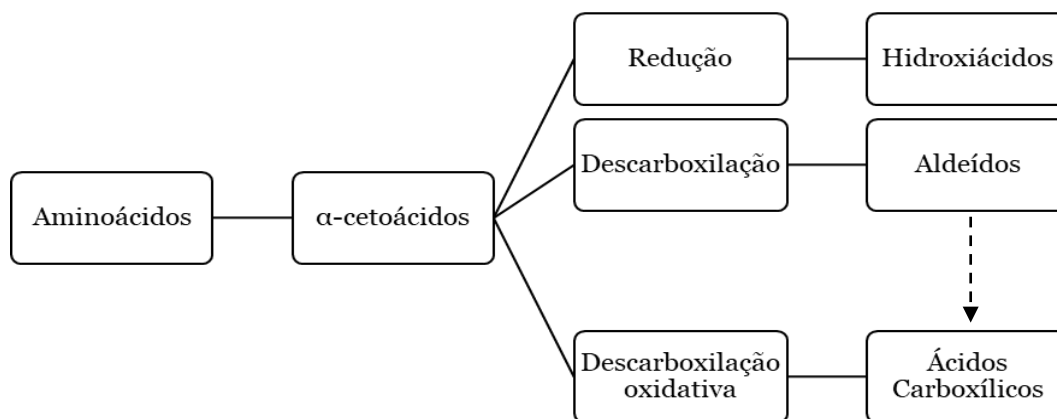 Redução
Hidroxiácidos
Descarboxilação
Aldeídos
Aminoácidos
α-cetoácidos
Descarboxilação
oxidativa
Ácidos
Carboxílicos